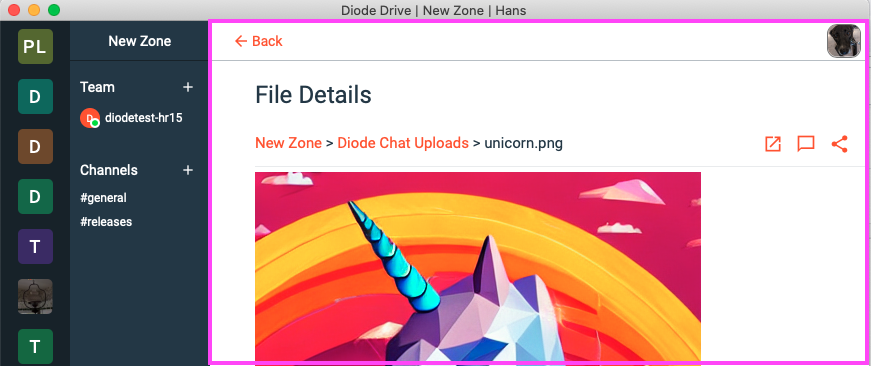 Diode Drive | New Zone | Hans
PL
D
D
D
T
T
New Zone
Team +
D diodetest-hr15
Channels +
#general
#releases
← Back
File Details
New Zone > Diode Chat Uploads > unicorn.png